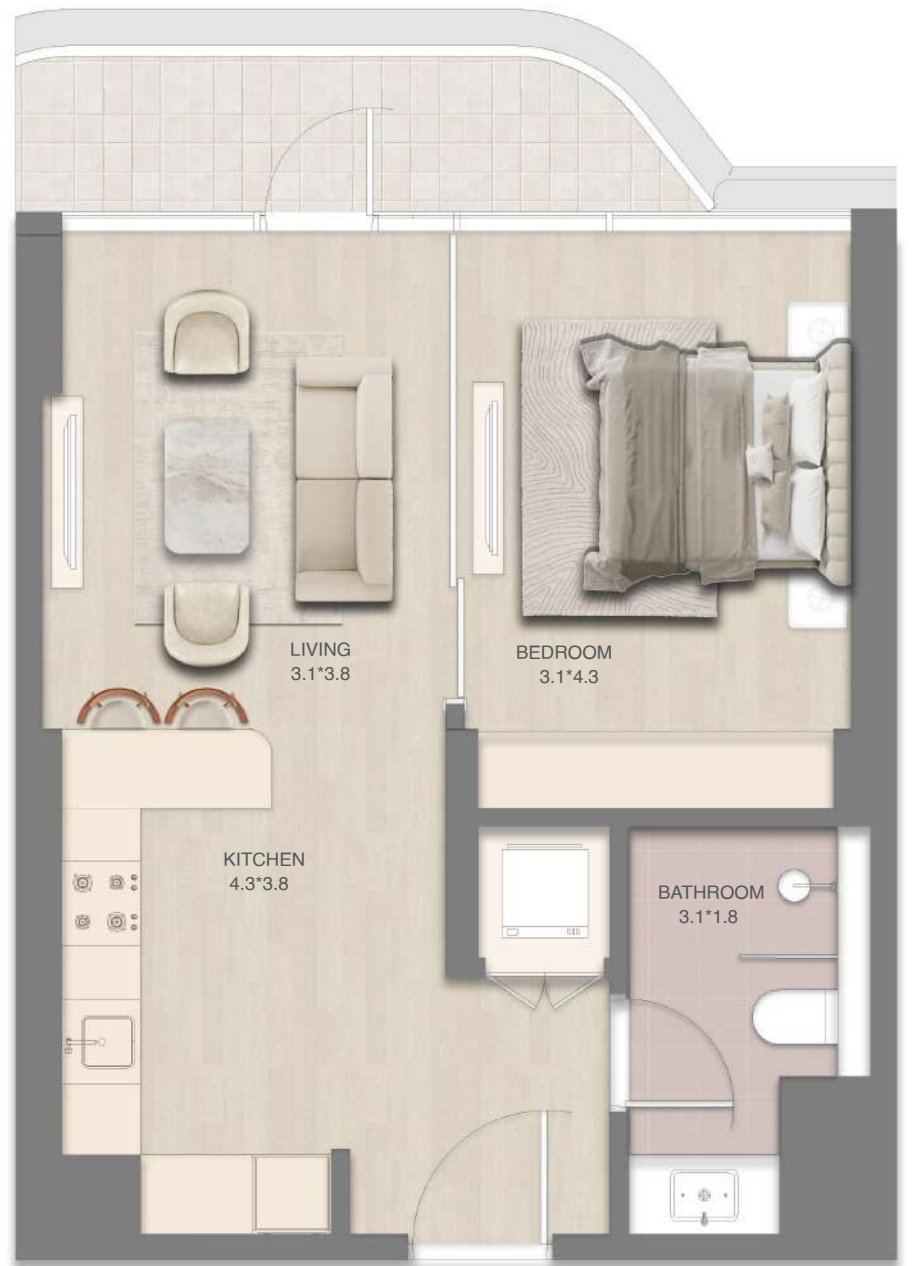 LIVING
3.1*3.8
BEDROOM
3.1*4.3
KITCHEN
4.3*3.8
BATHROOM
3.1*1.8